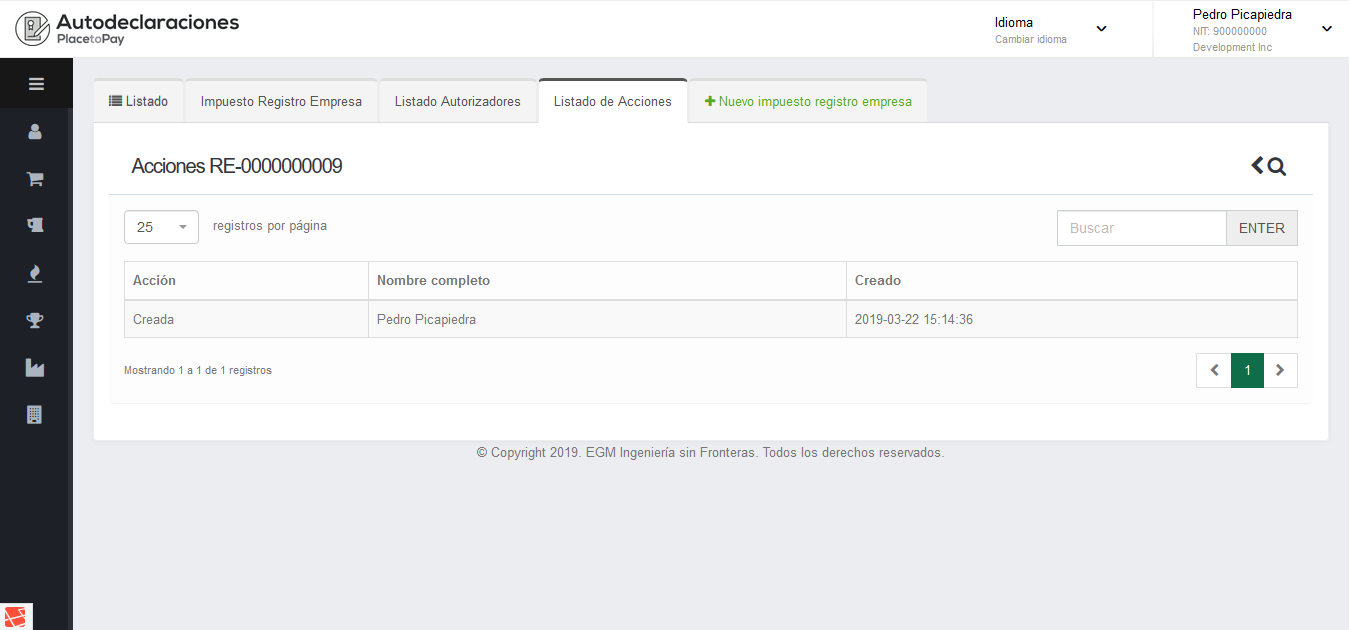 Autodeclaraciones
PlacetoPay
Idioma
Cambiar idioma
Pedro Picapiedra
NIT: 900000000
Development Inc
Listado
Impuesto Registro Empresa
Listado Autorizadores
Listado de Acciones
Nuevo impuesto registro empresa
Acciones RE-0000000009
25 registros por página
Buscar
ENTER
Acción Nombre completo Creado
Creada Pedro Picapiedra 2019-03-22 15:14:36
Mostrando 1 a 1 de 1 registros
1
© Copyright 2019. EGM Ingeniería sin Fronteras. Todos los derechos reservados.